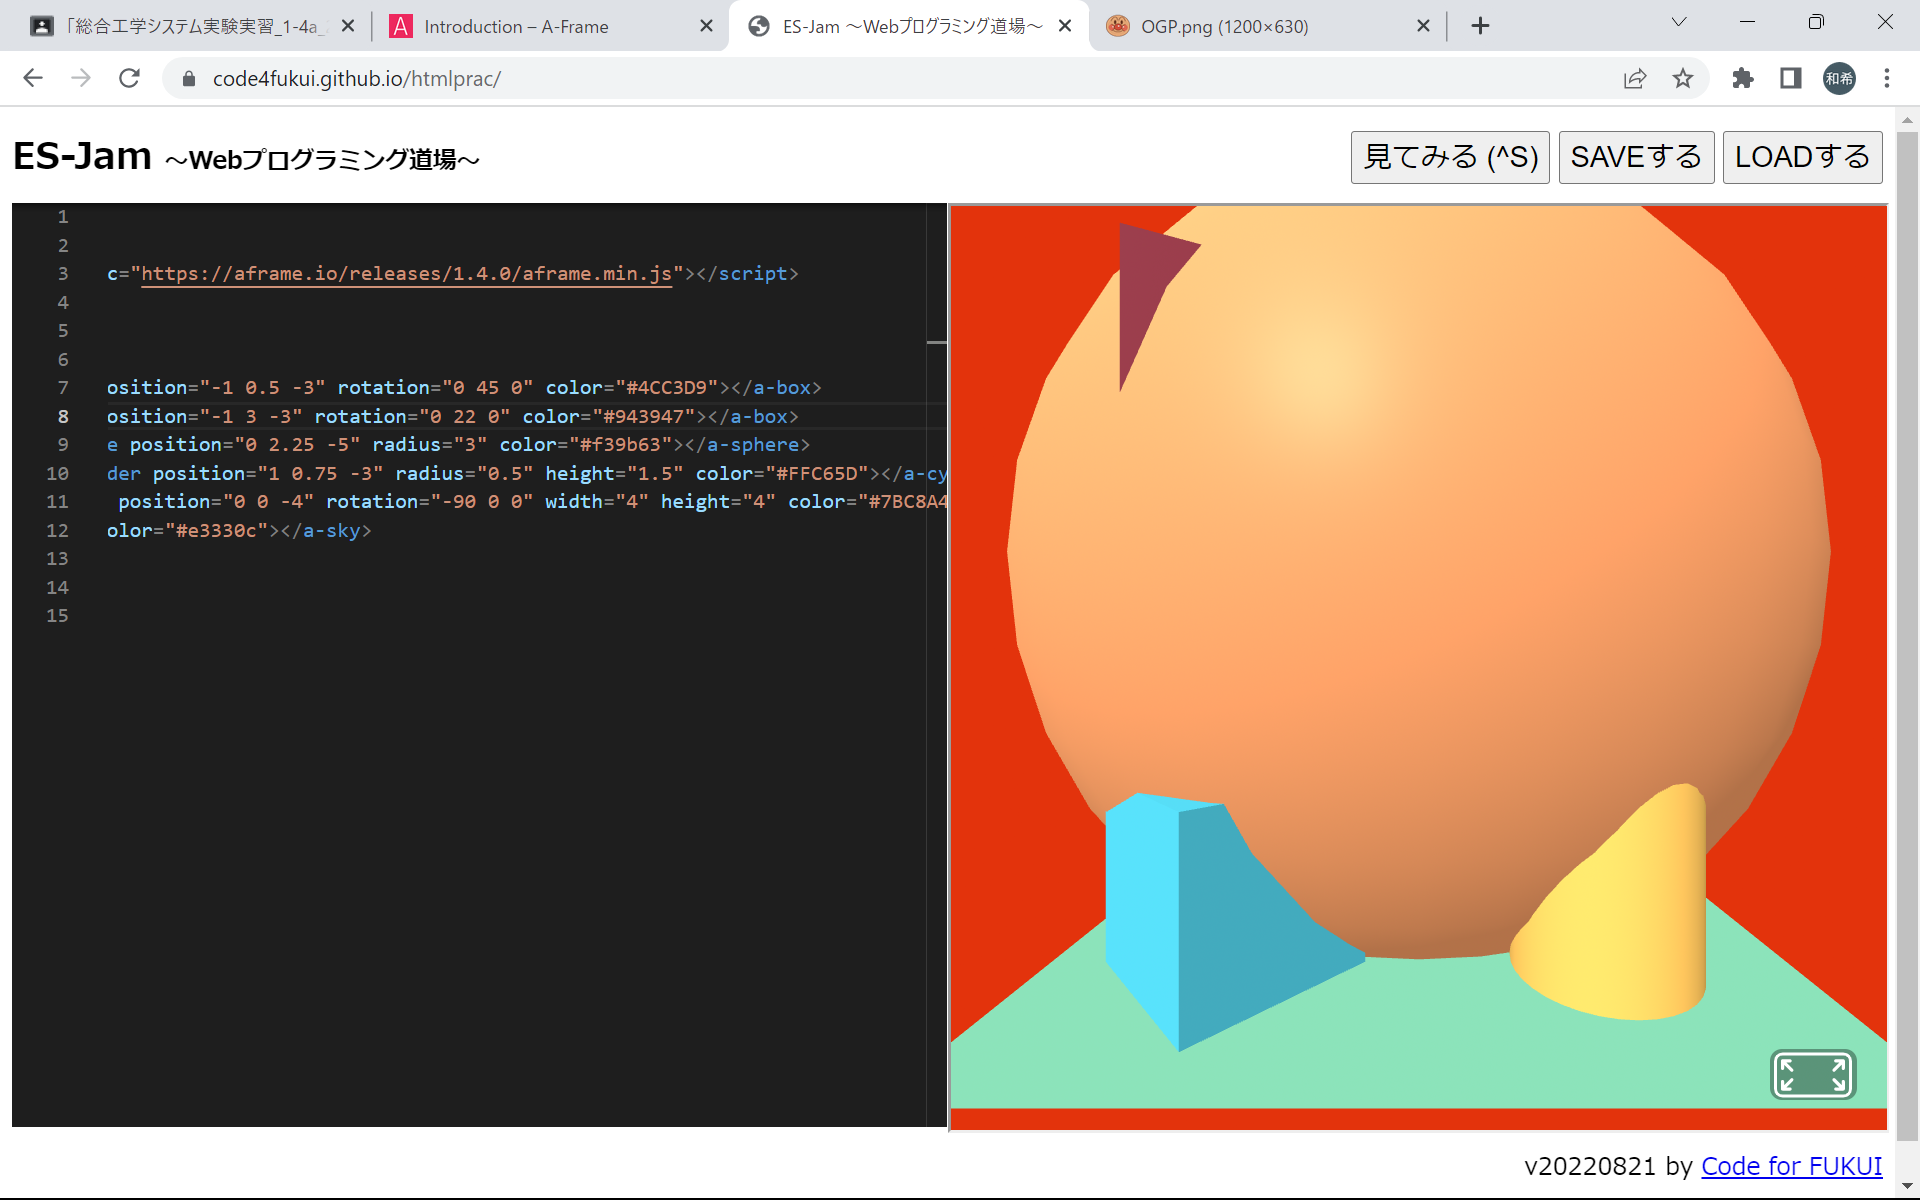 「総合工学システム実験実習_1-4a_
Introduction – A-Frame
ES-Jam ～Webプログラミング道場～
OGP.png (1200×630)
code4fukui.github.io/htmlprac/
和希
ES-Jam ～Webプログラミング道場～
見てみる (^S)
SAVEする
LOADする
1
2
3 c="https://aframe.io/releases/1.4.0/aframe.min.js"></script>
4
5
6
7 osition="-1 0.5 -3" rotation="0 45 0" color="#4CC3D9"></a-box>
8 osition="-1 3 -3" rotation="0 22 0" color="#943947"></a-box>
9 e position="0 2.25 -5" radius="3" color="#f39b63"></a-sphere>
10 der position="1 0.75 -3" radius="0.5" height="1.5" color="#FFC65D"></a-cy
11 position="0 0 -4" rotation="-90 0 0" width="4" height="4" color="#7BC8A4
12 olor="#e3330c"></a-sky>
13
14
15
v20220821 by Code for FUKUI